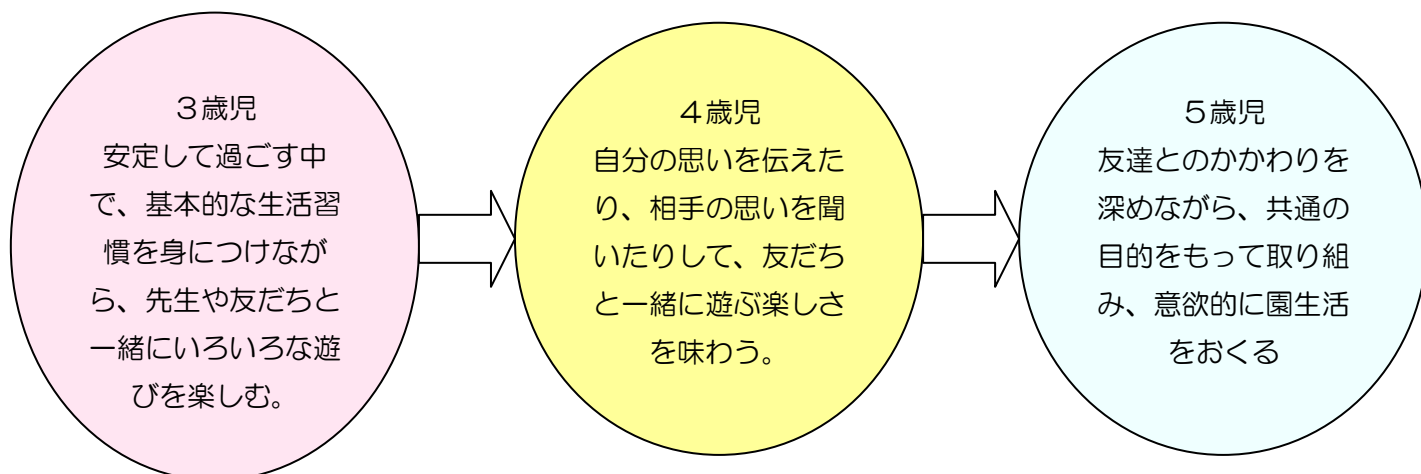 ３歳児
安定して過ごす中
で、基本的な生活習
慣を身につけなが
ら、先生や友だちと
一緒にいろいろな遊
びを楽しむ。
４歳児
自分の思いを伝えた
り、相手の思いを聞
いたりして、友だち
と一緒に遊ぶ楽しさ
を味わう。
５歳児
友達とのかかわりを
深めながら、共通の
目的をもって取り組
み、意欲的に園生活
をおくる